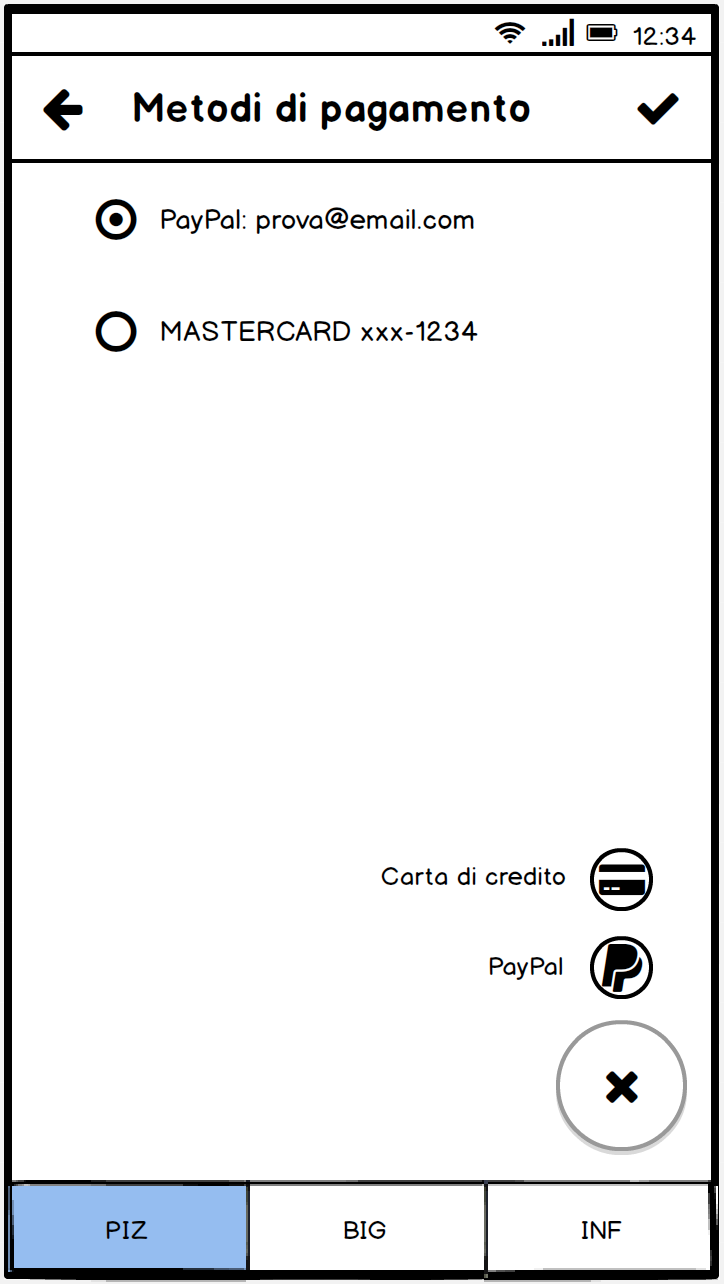 12:34
Metodi di pagamento
PayPal: prova@email.com
MASTERCARD xxx-1234
Carta di credito
PayPal
PIZ BIG INF